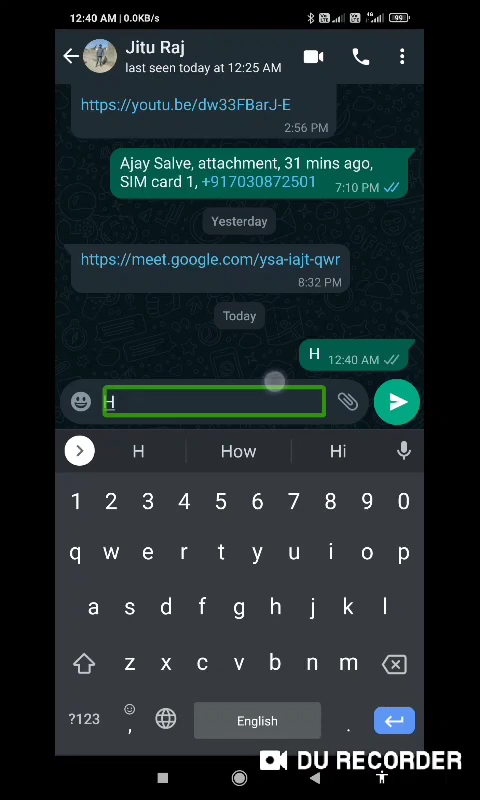 12:40 AM | 0.0KB/s
4G
99
Jitu Raj
last seen today at 12:25 AM
https://youtu.be/dw33FBarJ-E
2:56 PM
Ajay Salve, attachment, 31 mins ago,
SIM card 1, +917030872501
7:10 PM
Yesterday
https://meet.google.com/ysa-iajt-qwr
8:32 PM
Today
H
12:40 AM
H
H How Hi
1 2 3 4 5 6 7 8 9 0
q w e r t y u i o p
a s d f g h j k l
z x c v b n m
?123 , English .
DU RECORDER